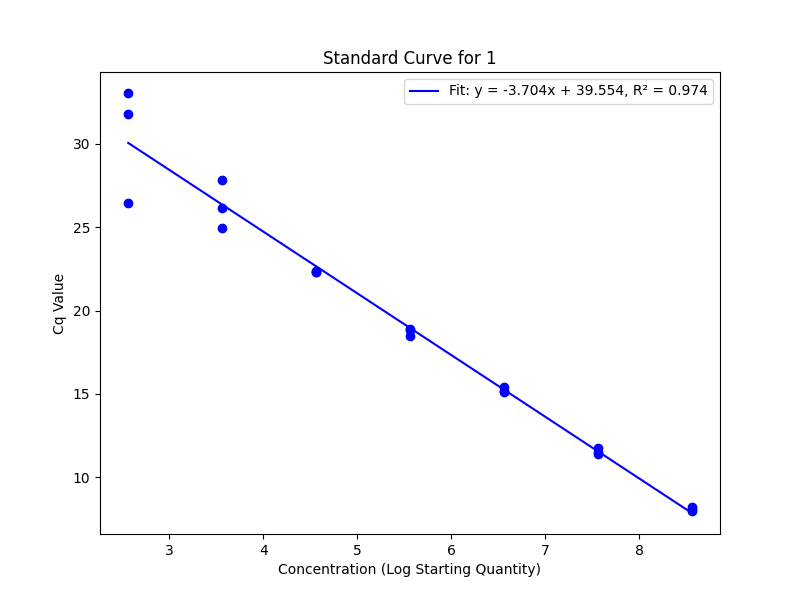 Standard Curve for 1
Fit: y = -3.704x + 39.554, R² = 0.974
Cq Value
30
25
20
15
10
3 4 5 6 7 8
Concentration (Log Starting Quantity)